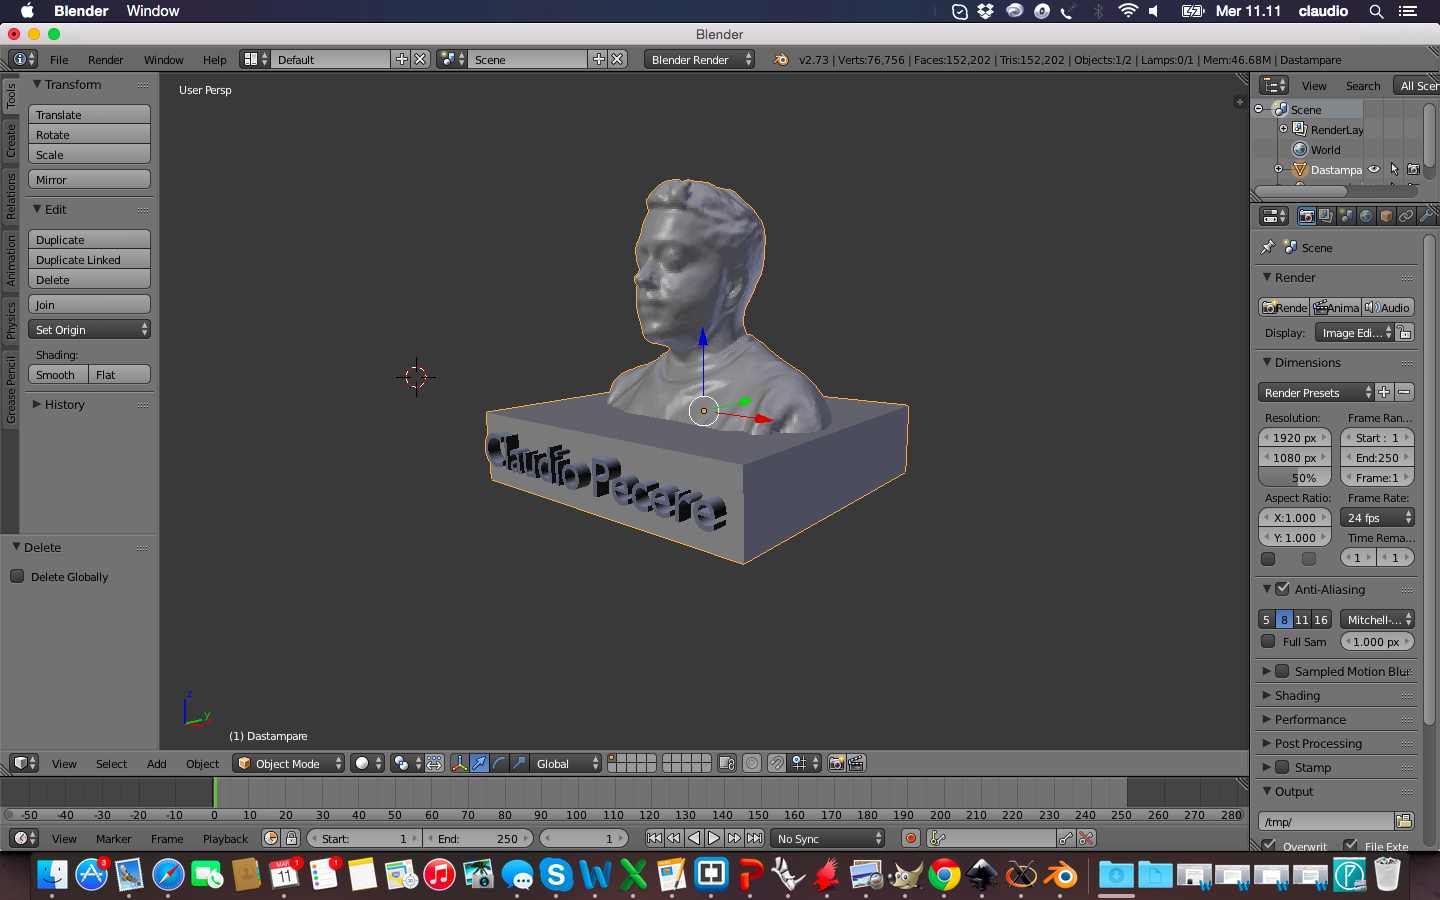 Blender Window Mer 11.11 claudio
Blender
File Render Window Help Default Scene Blender Render v2.73 | Verts:76,756 | Faces:152,202 | Tris:152,202 | Objects:1/2 | Lamps:0/1 | Mem:46.68M | Dastampare
Tools
Create
Relations
Animation
Physics
Grease Pencil
Transform
Translate
Rotate
Scale
Mirror
Edit
Duplicate
Duplicate Linked
Delete
Join
Set Origin
Shading:
Smooth Flat
History
Delete
Delete Globally
User Persp
Claudio Pecere
z
y
(1) Dastampare
View Search All Scer
Scene
RenderLay
World
Dastampa
Scene
Render
Rende Anima Audio
Display: Image Edi...
Dimensions
Render Presets
Resolution: Frame Ran...
1920 px Start : 1
1080 px End:250
50% Frame:1
Aspect Ratio: Frame Rate:
X:1.000 24 fps
Y: 1.000 Time Rema...
1 1
Anti-Aliasing
5 8 11 16 Mitchell-...
Full Sam 1.000 px
Sampled Motion Blur
Shading
Performance
Post Processing
Stamp
Output
/tmp/
Overwrit File Exte
View Select Add Object Object Mode Global
-50 -40 -30 -20 -10 0 10 20 30 40 50 60 70 80 90 100 110 120 130 140 150 160 170 180 190 200 210 220 230 240 250 260 270 280
View Marker Frame Playback Start: 1 End: 250 1 No Sync
3 MAR 1 11 1